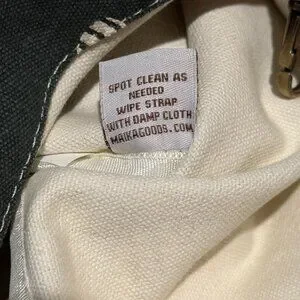 SPOT CLEAN AS
NEEDED
WIPE STRAP
WITH DAMP CLOTH
MAIKAGOODS.COM